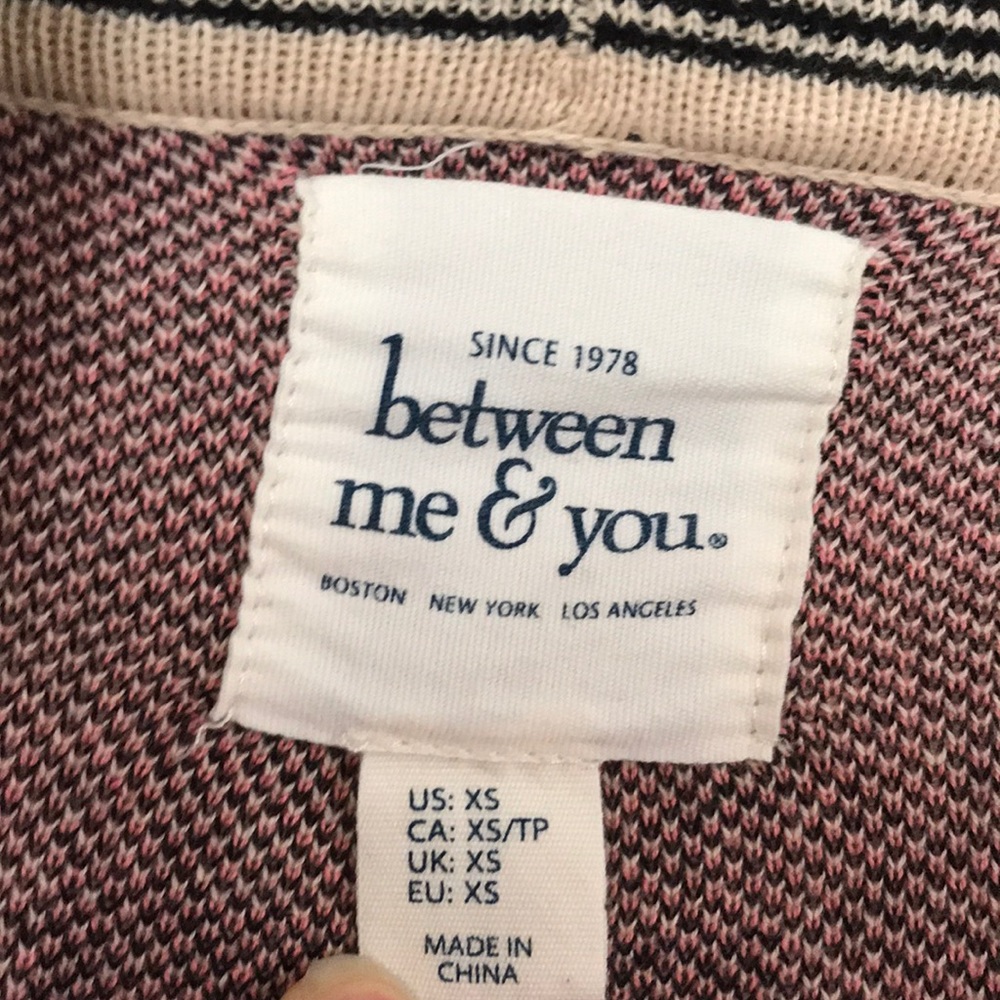 SINCE 1978
between
me & you.®
BOSTON NEW YORK LOS ANGELES
US: XS
CA: XS/TP
UK: XS
EU: XS
MADE IN
CHINA